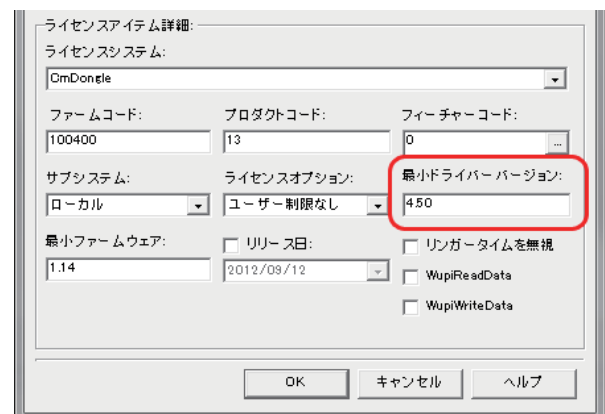 ライセンスアイテム詳細:
ライセンスシステム:
CmDongle
ファームコード: プロダクトコード: フィーチャーコード:
100400 13 0 ...
サブシステム: ライセンスオプション: 最小ドライバーバージョン:
ローカル ユーザー制限なし 4.50
最小ファームウェア: リリース日: リンガータイムを無視
1.14 2012/09/12 WupiReadData
WupiWriteData
OK キャンセル ヘルプ